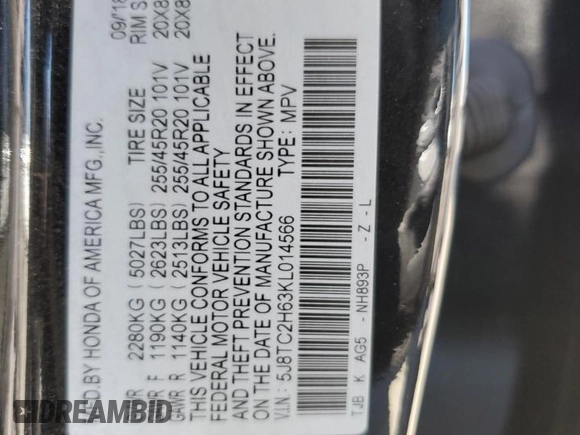 D.BY HONDA OF AMERICA MFG.,INC. 09/18
TIRE SIZE RIM S
2280KG (5027LBS)
F 1190KG (2623LBS) 255/45R20 101V 20X8
GAWR R 1140KG (2513LBS) 255/45R20 101V 20X8
THIS VEHICLE CONFORMS TO ALL APPLICABLE
FEDERAL MOTOR VEHICLE SAFETY
AND THEFT PREVENTION STANDARDS IN EFFECT
ON THE DATE OF MANUFACTURE SHOWN ABOVE.
V.I.N: 5J8TC2H63KL014566 TYPE: MPV
TJB K AG5 -NH893P -Z-L
DREAMBID